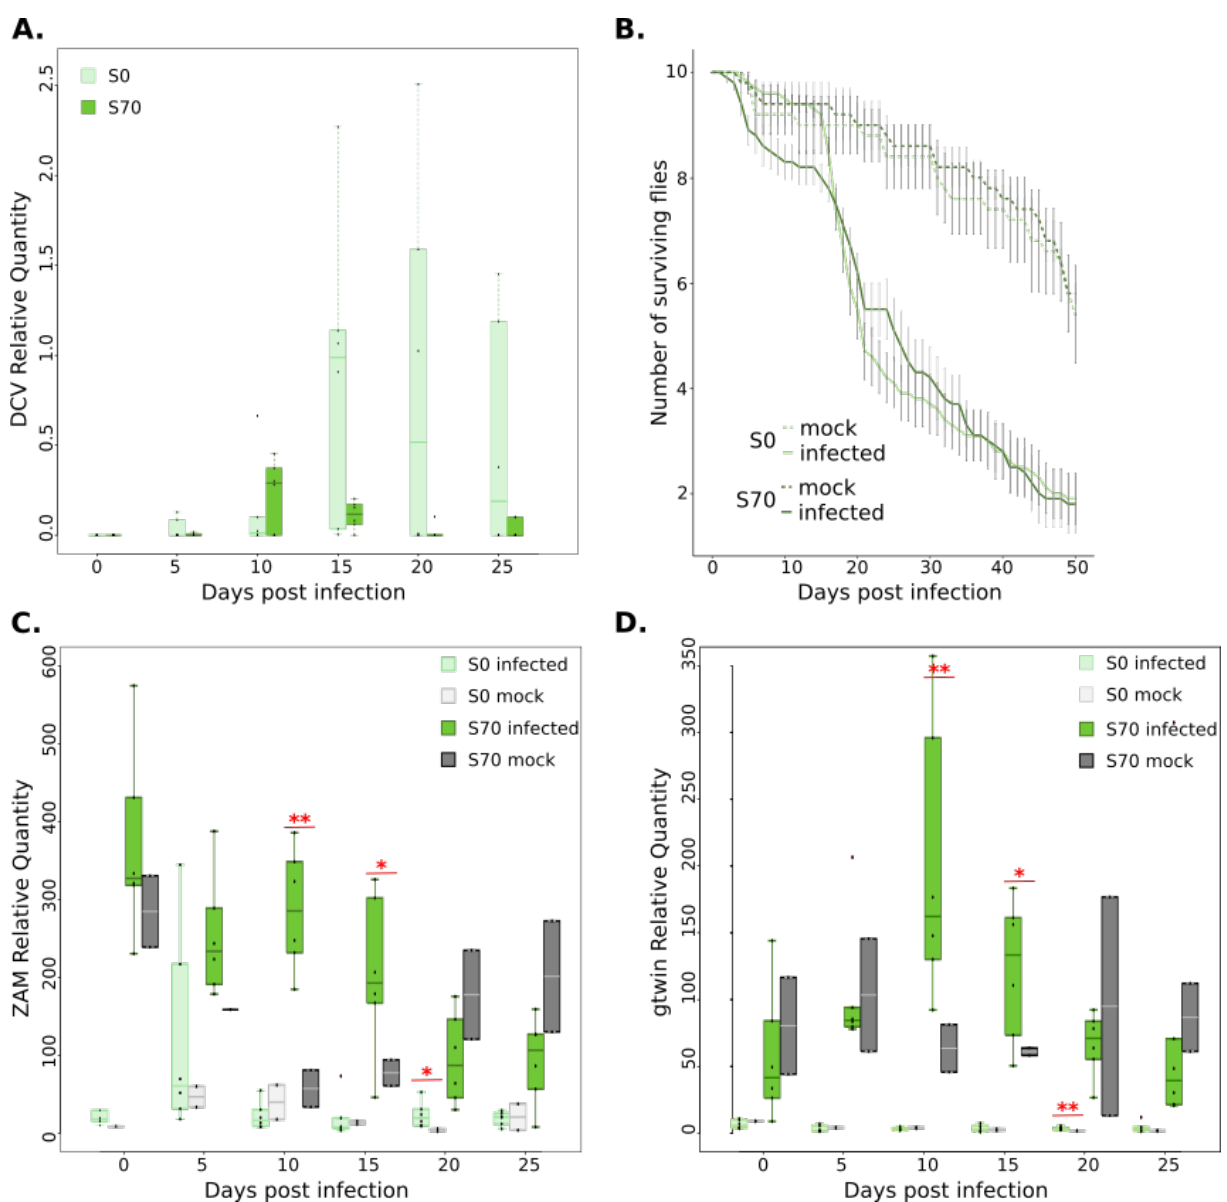 A.
S0
S70
DCV Relative Quantity
2.5
2.0
1.5
1.0
0.5
0.0
0 5 10 15 20 25
Days post infection
B.
Number of surviving flies
10
8
6
4
2
S0 mock
infected
S70 mock
infected
0 10 20 30 40 50
Days post infection
C.
ZAM Relative Quantity
600
500
400
300
200
100
0
S0 infected
S0 mock
S70 infected
S70 mock
**
*
*
0 5 10 15 20 25
Days post infection
D.
gtwin Relative Quantity
350
300
250
200
150
100
50
0
S0 infected
S0 mock
S70 infected
S70 mock
**
*
**
0 5 10 15 20 25
Days post infection